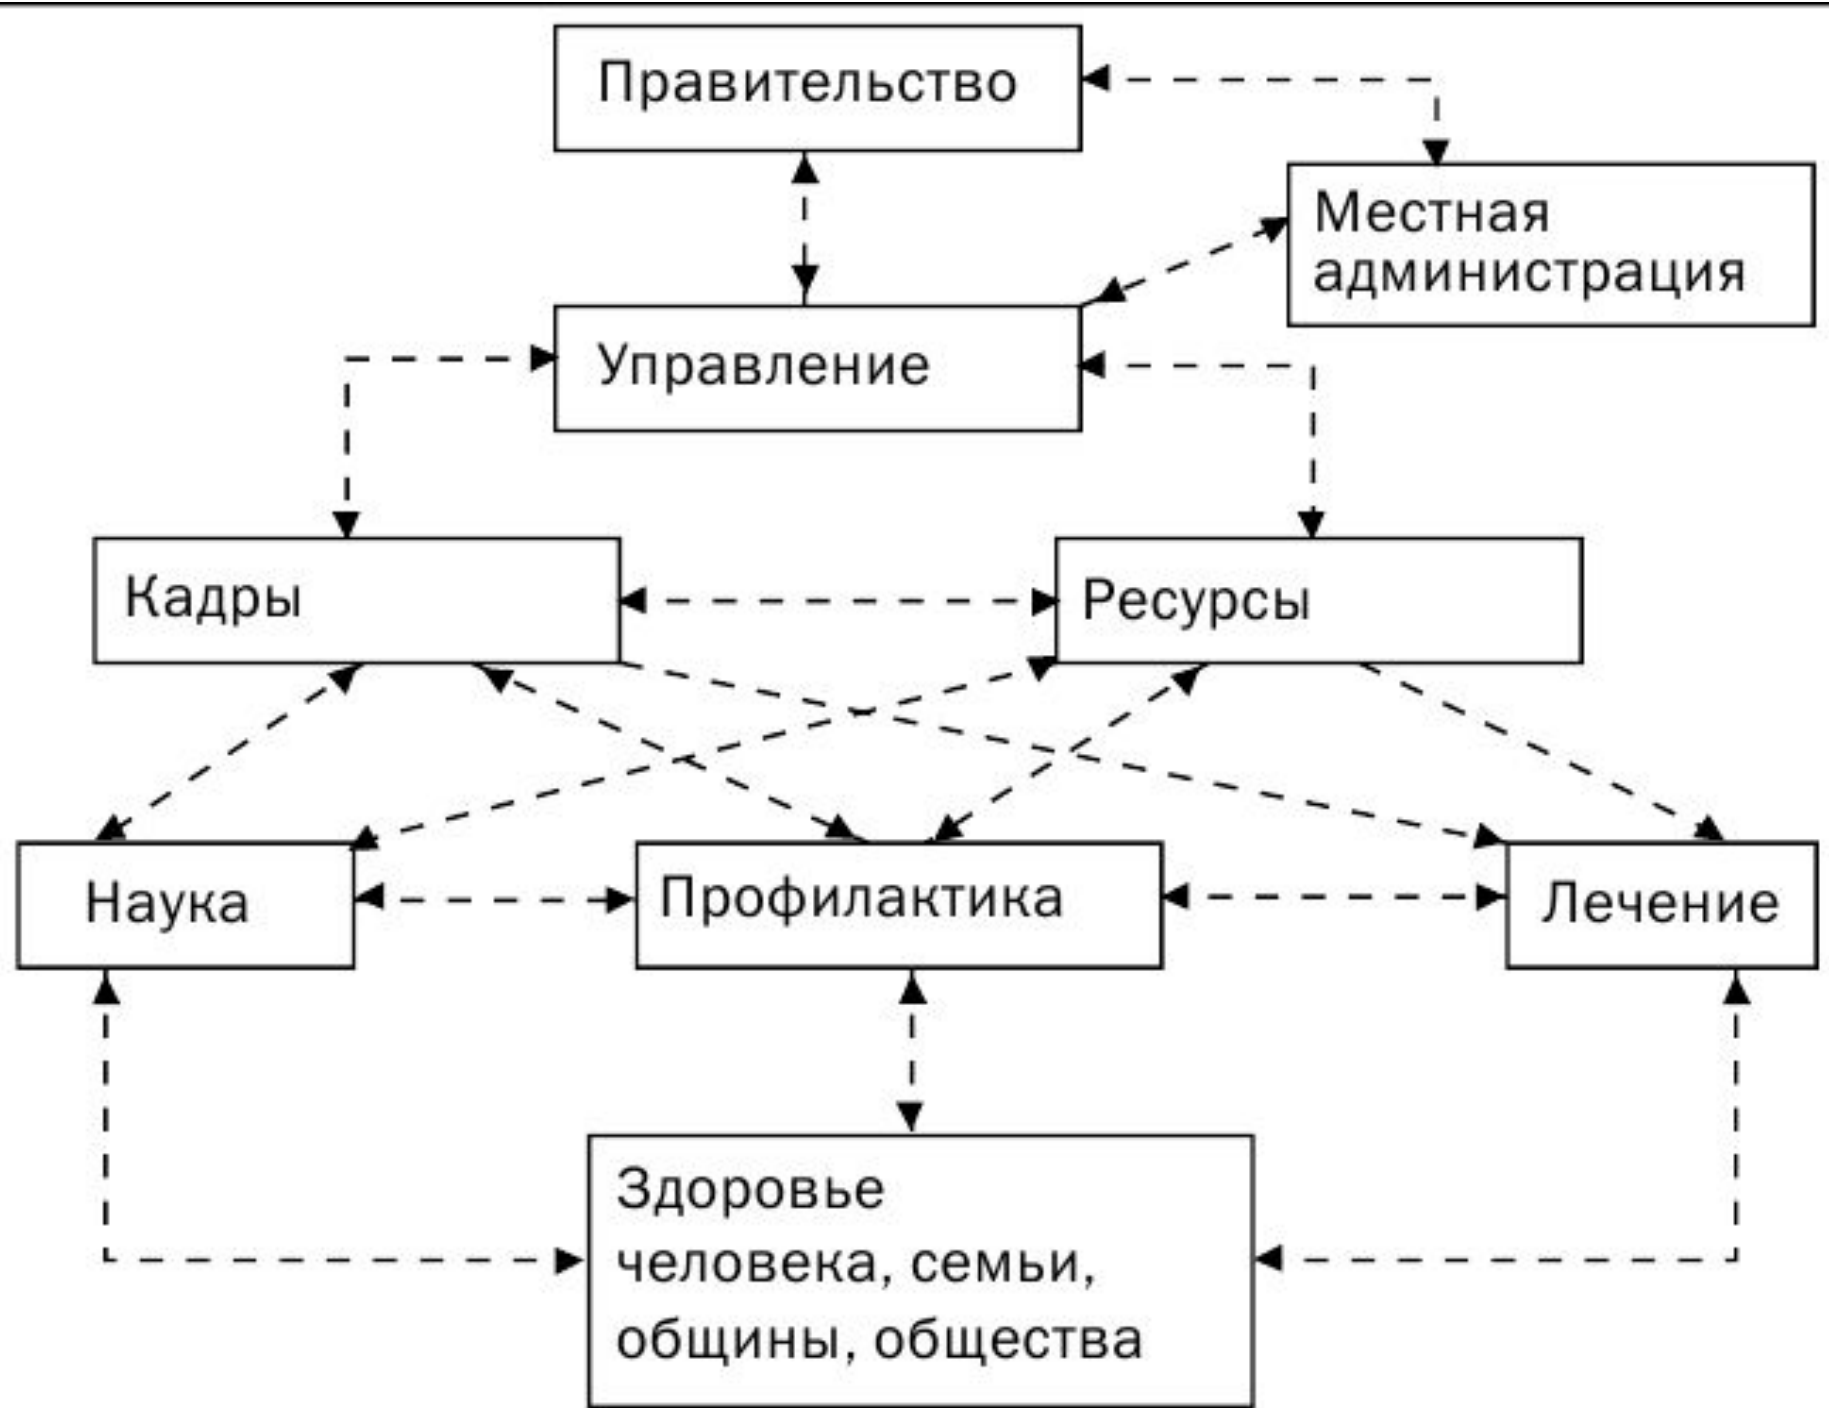 Правительство
Местная
администрация
Управление
Кадры
Ресурсы
Наука
Профилактика
Лечение
Здоровье
человека, семьи,
общины, общества